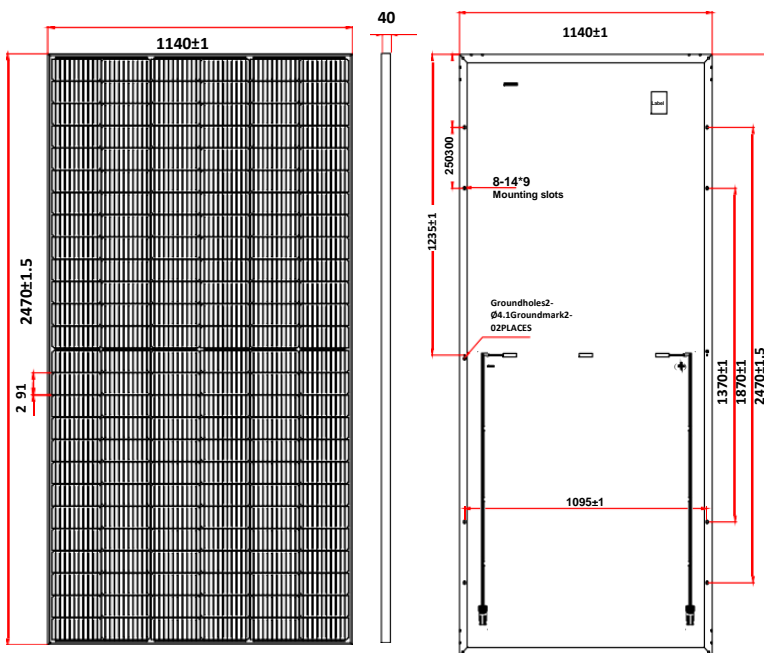 1140±1
40
1140±1
Label
250300
8-14*9
Mounting slots
1235±1
2470±1.5
Groundholes2-
Ø4.1Groundmark2-
02PLACES
2 91
1370±1
1870±1
2470±1.5
1095±1